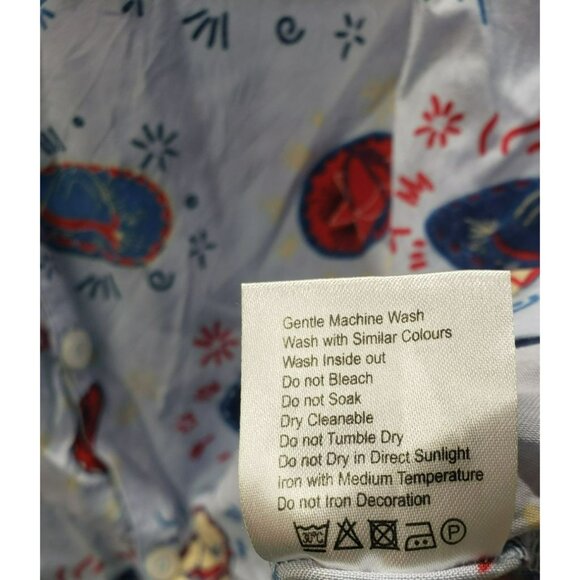 Gentle Machine Wash
Wash with Similar Colours
Wash Inside out
Do not Bleach
Do not Soak
Dry Cleanable
Do not Tumble Dry
Do not Dry in Direct Sunlight
Iron with Medium Temperature
Do not Iron Decoration
30°C P